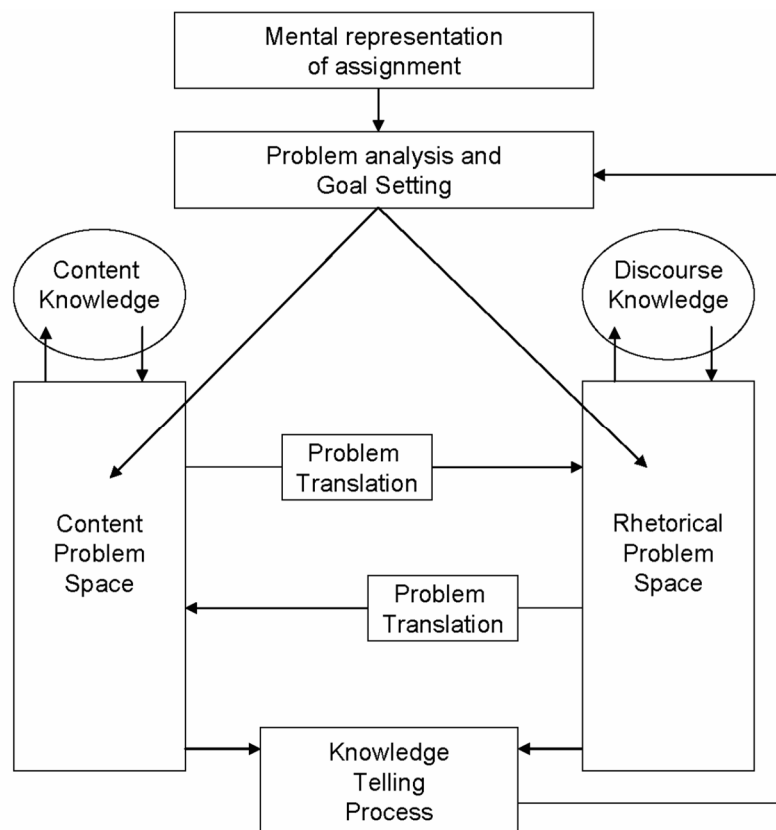 Mental representation
of assignment
Problem analysis and
Goal Setting
Content
Knowledge
Discourse
Knowledge
Problem
Translation
Content
Problem
Space
Rhetorical
Problem
Space
Problem
Translation
Knowledge
Telling
Process